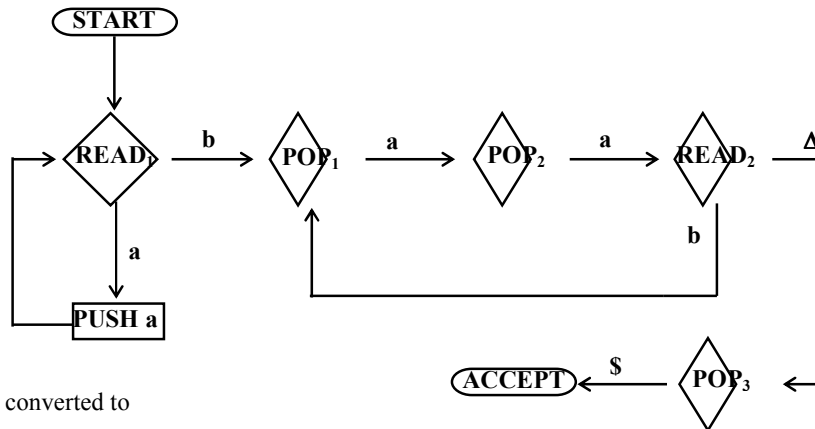 START
READ₁ b POP₁ a POP₂ a READ₂ Δ
a b
PUSH a
ACCEPT $ POP₃
converted to